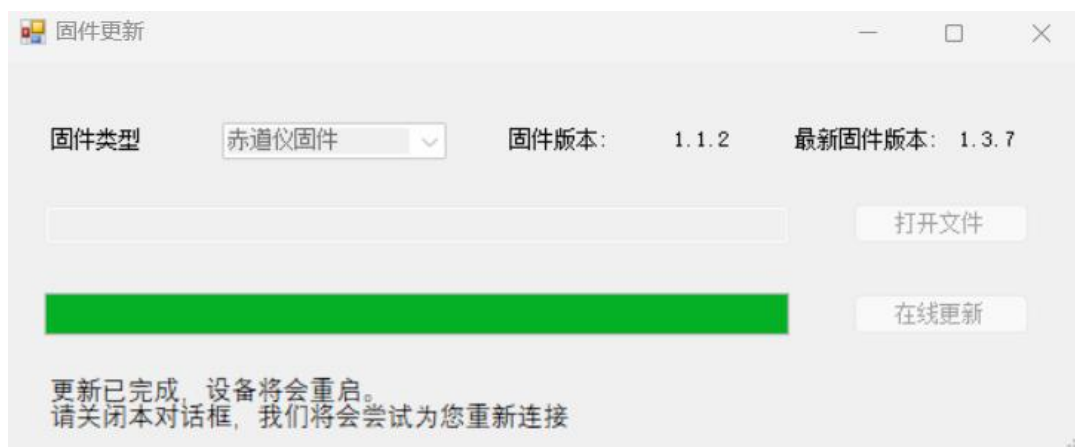 固件更新
固件类型 赤道仪固件 固件版本: 1.1.2 最新固件版本: 1.3.7
打开文件
在线更新
更新已完成，设备将会重启。
请关闭本对话框，我们将会尝试为您重新连接